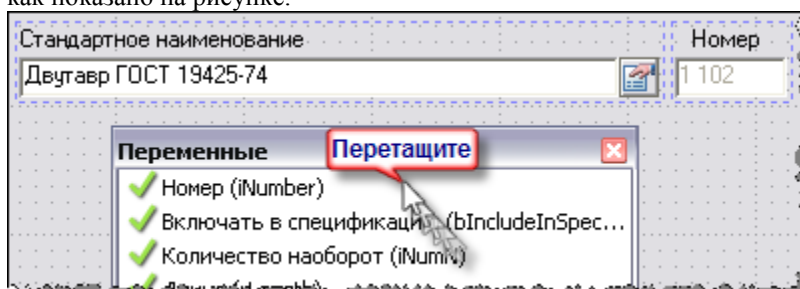 как показано на рисунке.
Стандартное наименование Номер
Двутавр ГОСТ 19425-74 1 102
Переменные Перетащите
Номер (iNumber)
Включать в спецификацию (bIncludeInSpec...
Количество наоборот (iNumN)